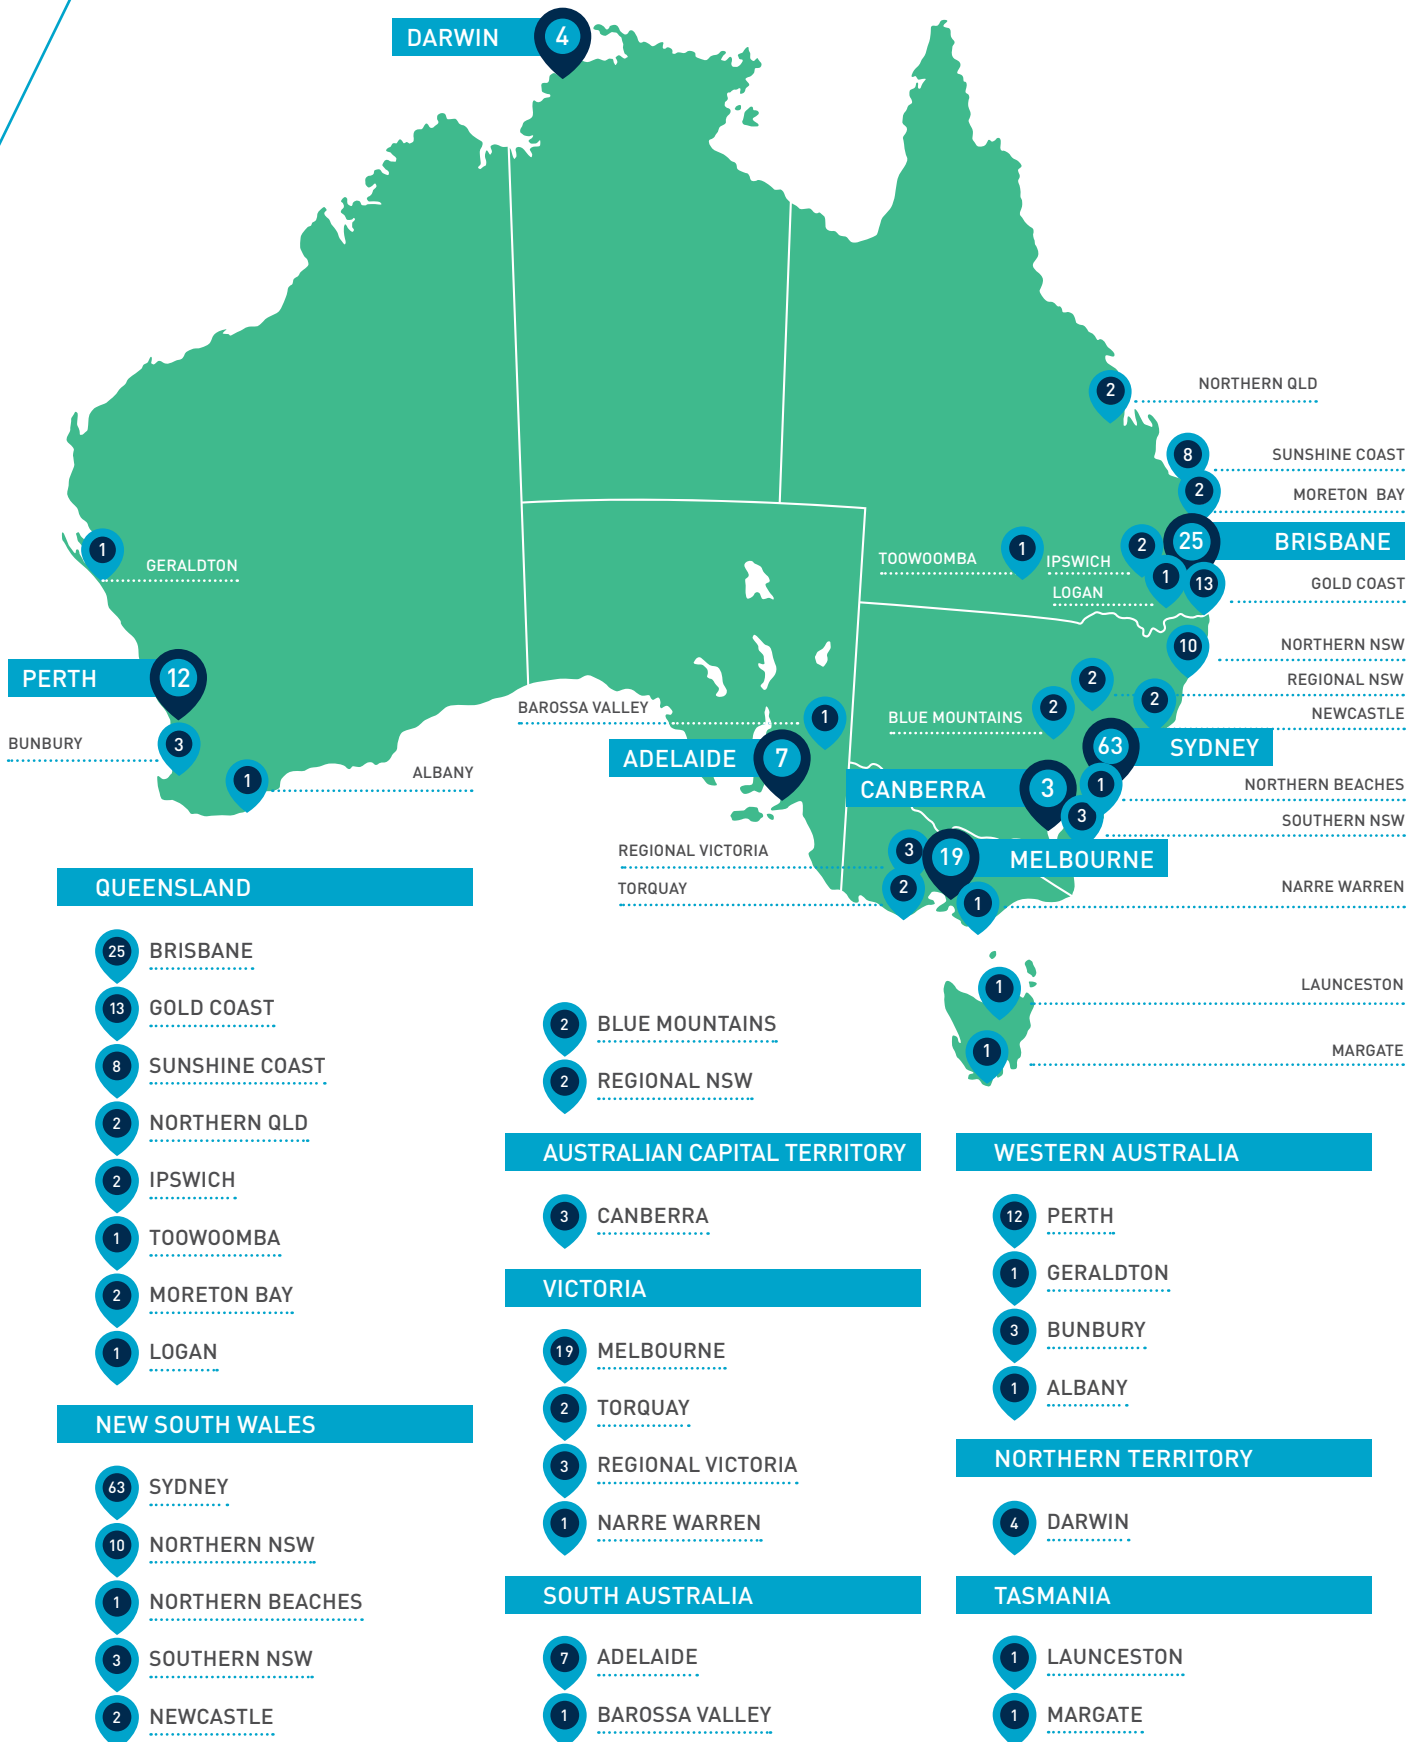 DARWIN 4
2 NORTHERN QLD
8 SUNSHINE COAST
2 MORETON BAY
25 BRISBANE
TOOWOOMBA 1
IPSWICH 2
LOGAN 1
13 GOLD COAST
1 GERALDTON
10 NORTHERN NSW
2 REGIONAL NSW
2 NEWCASTLE
BLUE MOUNTAINS 2
PERTH 12
BUNBURY 3
1 ALBANY
BAROSSA VALLEY 1
ADELAIDE 7
63 SYDNEY
CANBERRA 3
1 NORTHERN BEACHES
3 SOUTHERN NSW
REGIONAL VICTORIA 3
19 MELBOURNE
TORQUAY 2
1 NARRE WARREN
1 LAUNCESTON
1 MARGATE
QUEENSLAND
25 BRISBANE
13 GOLD COAST
8 SUNSHINE COAST
2 NORTHERN QLD
2 IPSWICH
1 TOOWOOMBA
2 MORETON BAY
1 LOGAN
NEW SOUTH WALES
63 SYDNEY
10 NORTHERN NSW
1 NORTHERN BEACHES
3 SOUTHERN NSW
2 NEWCASTLE
2 BLUE MOUNTAINS
2 REGIONAL NSW
AUSTRALIAN CAPITAL TERRITORY
3 CANBERRA
VICTORIA
19 MELBOURNE
2 TORQUAY
3 REGIONAL VICTORIA
1 NARRE WARREN
SOUTH AUSTRALIA
7 ADELAIDE
1 BAROSSA VALLEY
WESTERN AUSTRALIA
12 PERTH
1 GERALDTON
3 BUNBURY
1 ALBANY
NORTHERN TERRITORY
4 DARWIN
TASMANIA
1 LAUNCESTON
1 MARGATE